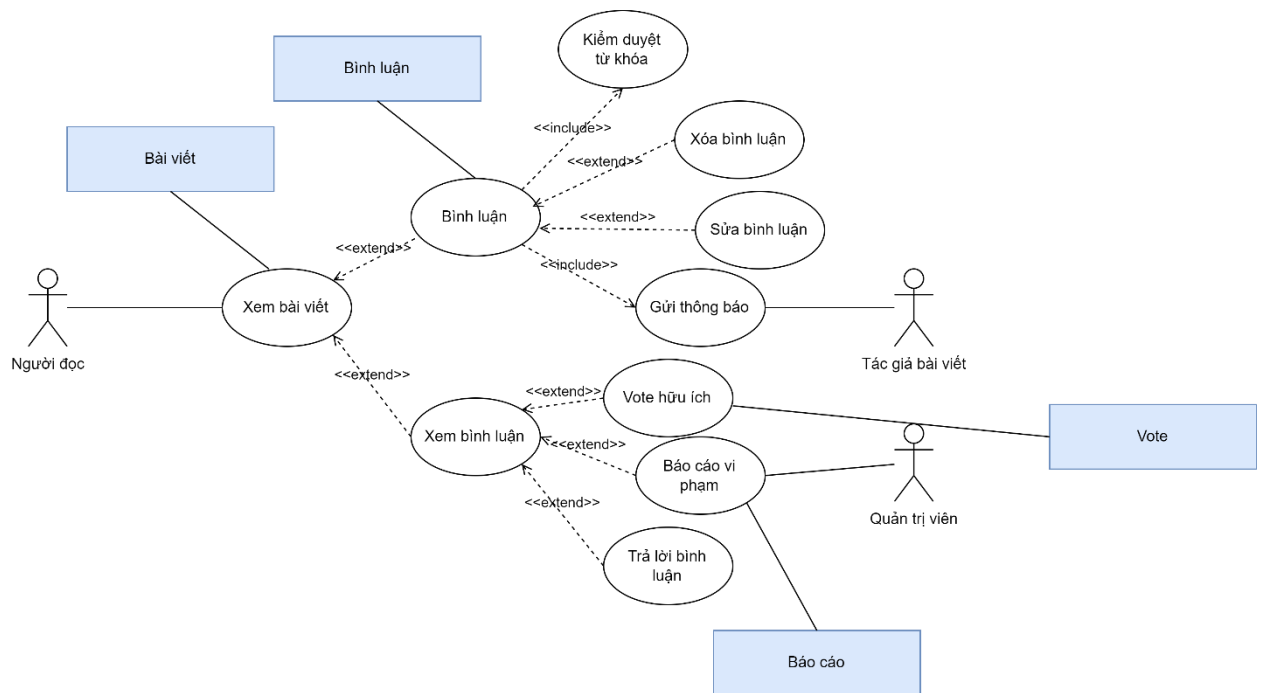 Kiểm duyệt
từ khóa
Bình luận
<<include>>
Xóa bình luận
Bài viết
<<extend>>
Bình luận
<<extend>>
Sửa bình luận
<<extend>>
<<include>>
Xem bài viết
Gửi thông báo
Người đọc
Tác giả bài viết
<<extend>>
<<extend>>
Vote hữu ích
Xem bình luận
<<extend>>
Vote
Báo cáo vi
phạm
<<extend>>
Quản trị viên
Trả lời bình
luận
Báo cáo